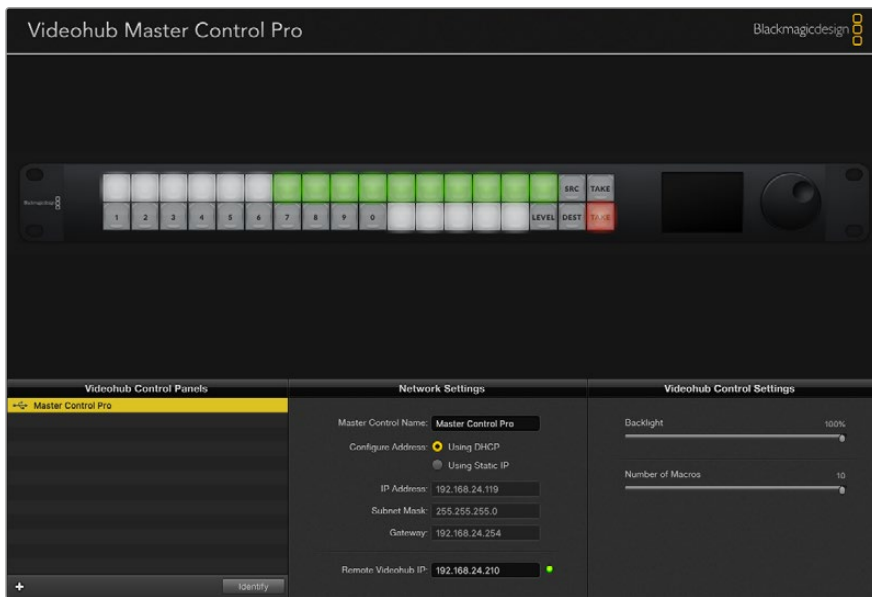 Videohub Master Control Pro
Blackmagicdesign
SRC TAKE
1 2 3 4 5 6 7 8 9 0 LEVEL DEST TAKE
Videohub Control Panels
Network Settings
Videohub Control Settings
Master Control Pro
Master Control Name: Master Control Pro
Configure Address: Using DHCP
Using Static IP
IP Address: 192.168.24.119
Subnet Mask: 255.255.255.0
Gateway: 192.168.24.254
Remote Videohub IP: 192.168.24.210
Backlight 100%
Number of Macros 10
+ Identify